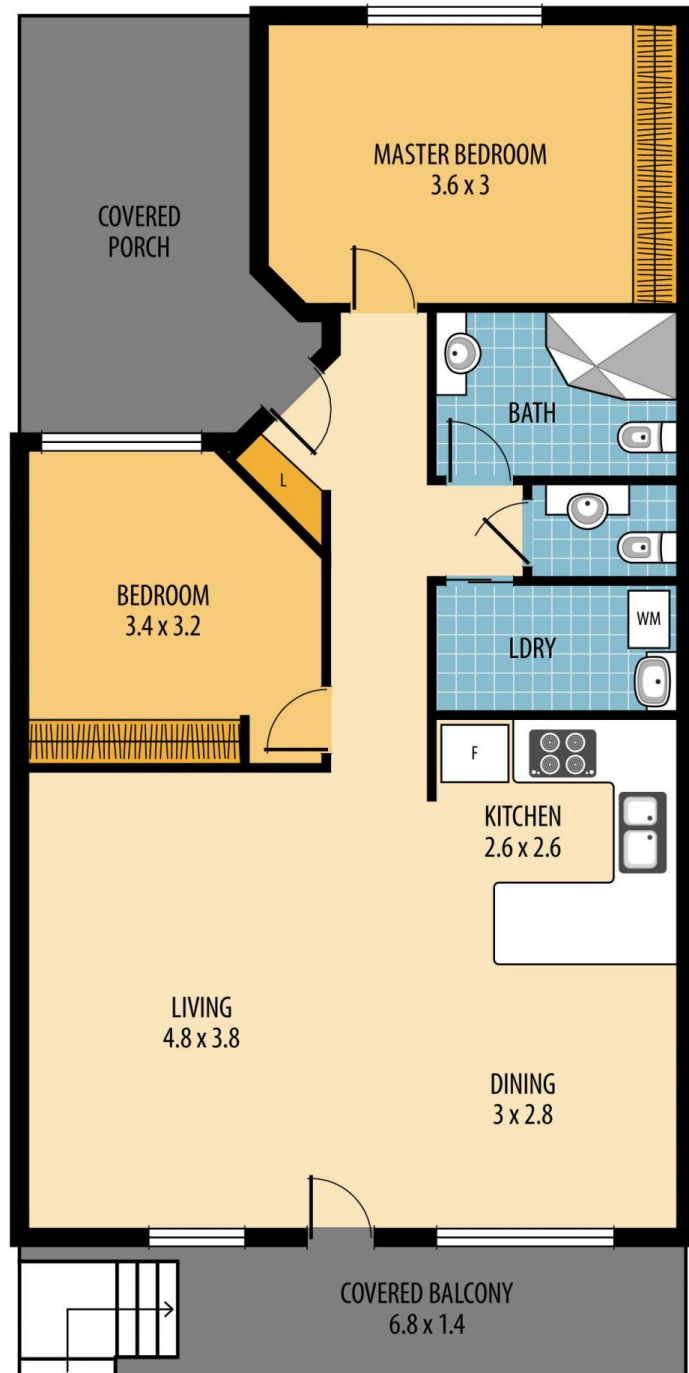 MASTER BEDROOM
3.6 x 3
COVERED
PORCH
BATH
L
BEDROOM
3.4 x 3.2
WM
LDRY
F
KITCHEN
2.6 x 2.6
LIVING
4.8 x 3.8
DINING
3 x 2.8
COVERED BALCONY
6.8 x 1.4